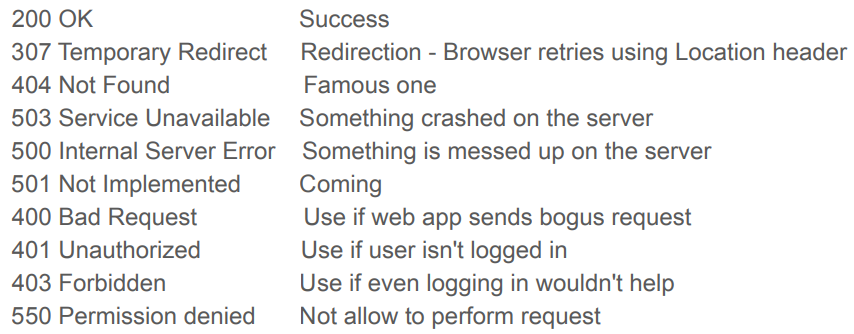 200 OK Success
307 Temporary Redirect Redirection - Browser retries using Location header
404 Not Found Famous one
503 Service Unavailable Something crashed on the server
500 Internal Server Error Something is messed up on the server
501 Not Implemented Coming
400 Bad Request Use if web app sends bogus request
401 Unauthorized Use if user isn't logged in
403 Forbidden Use if even logging in wouldn't help
550 Permission denied Not allow to perform request